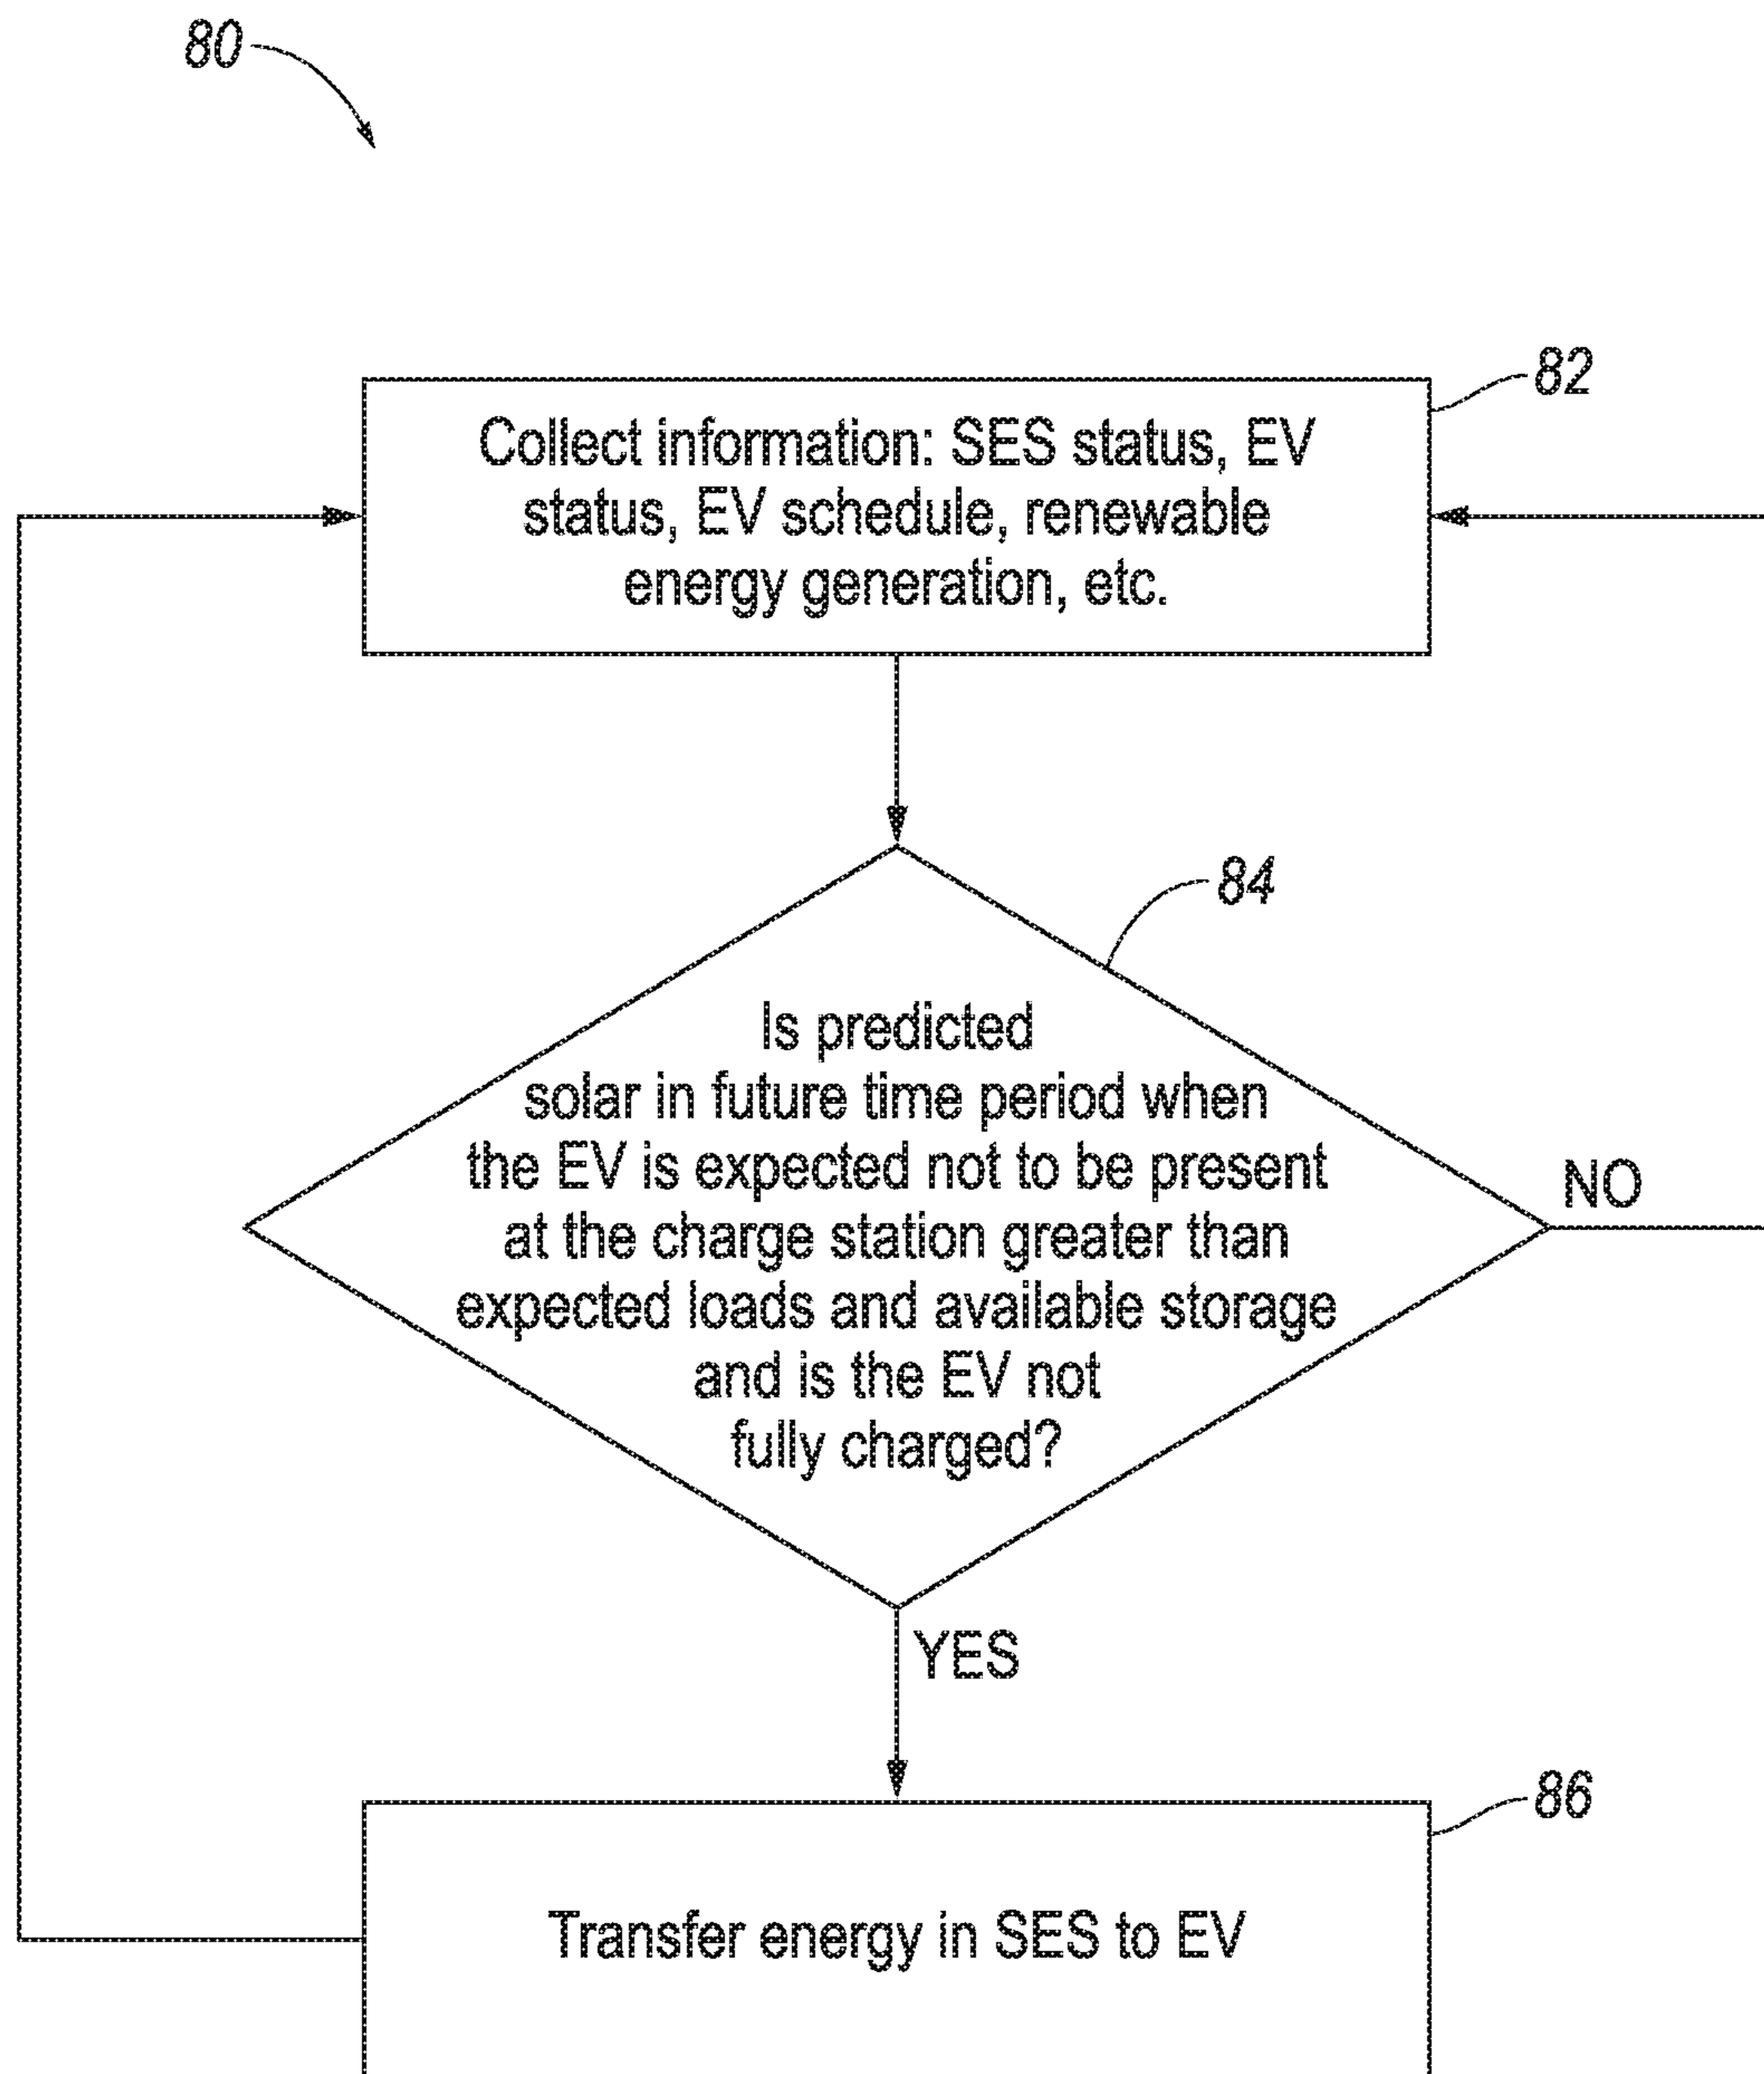 80
82
Collect information: SES status, EV
status, EV schedule, renewable
energy generation, etc.
84
Is predicted
solar in future time period when
the EV is expected not to be present
at the charge station greater than
expected loads and available storage
and is the EV not
fully charged?
NO
YES
86
Transfer energy in SES to EV